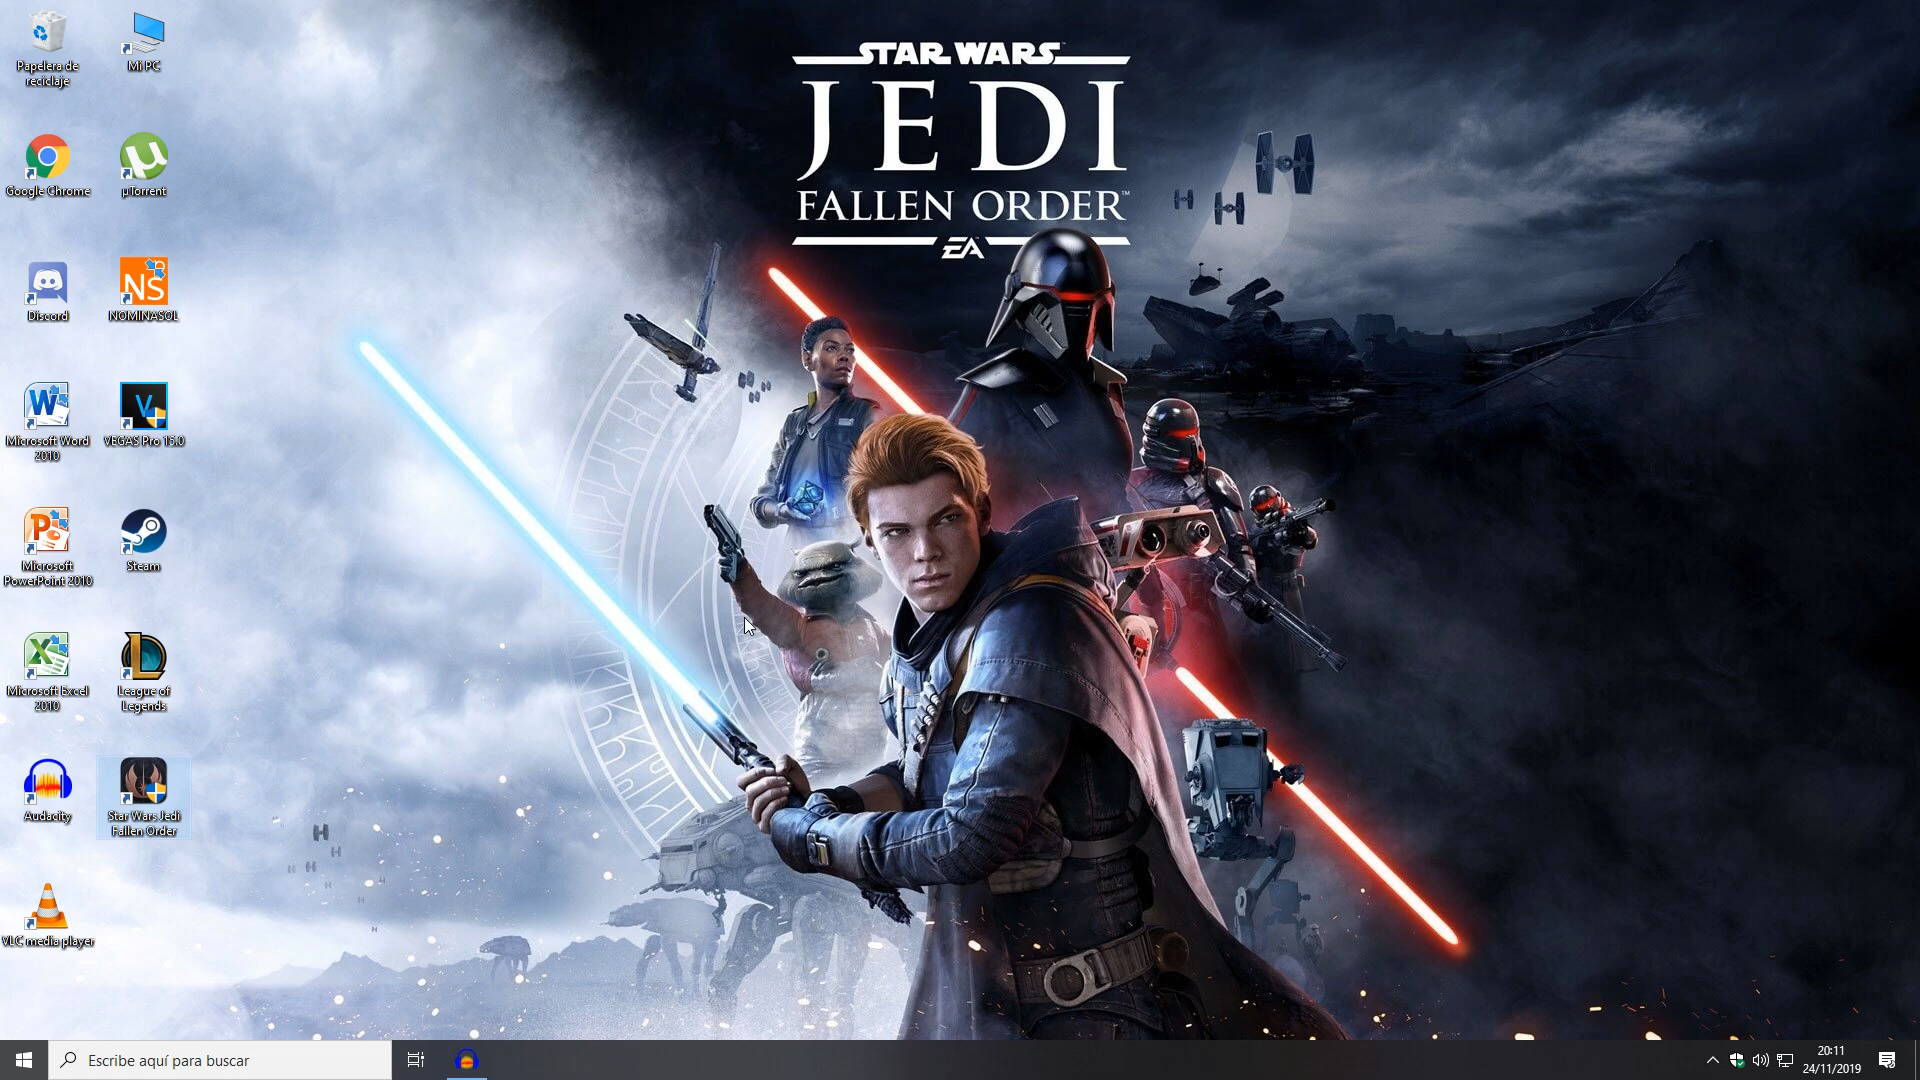 STAR WARS
JEDI
FALLEN ORDER™
EA
Papelera de
reciclaje
Mi PC
Google Chrome
µTorrent
Discord
NS
NOMINASOL
Microsoft Word
2010
VEGAS Pro 15.0
Microsoft
PowerPoint 2010
Steam
Microsoft Excel
2010
League of
Legends
Audacity
Star Wars Jedi
Fallen Order
VLC media player
Escribe aquí para buscar
20:11
24/11/2019